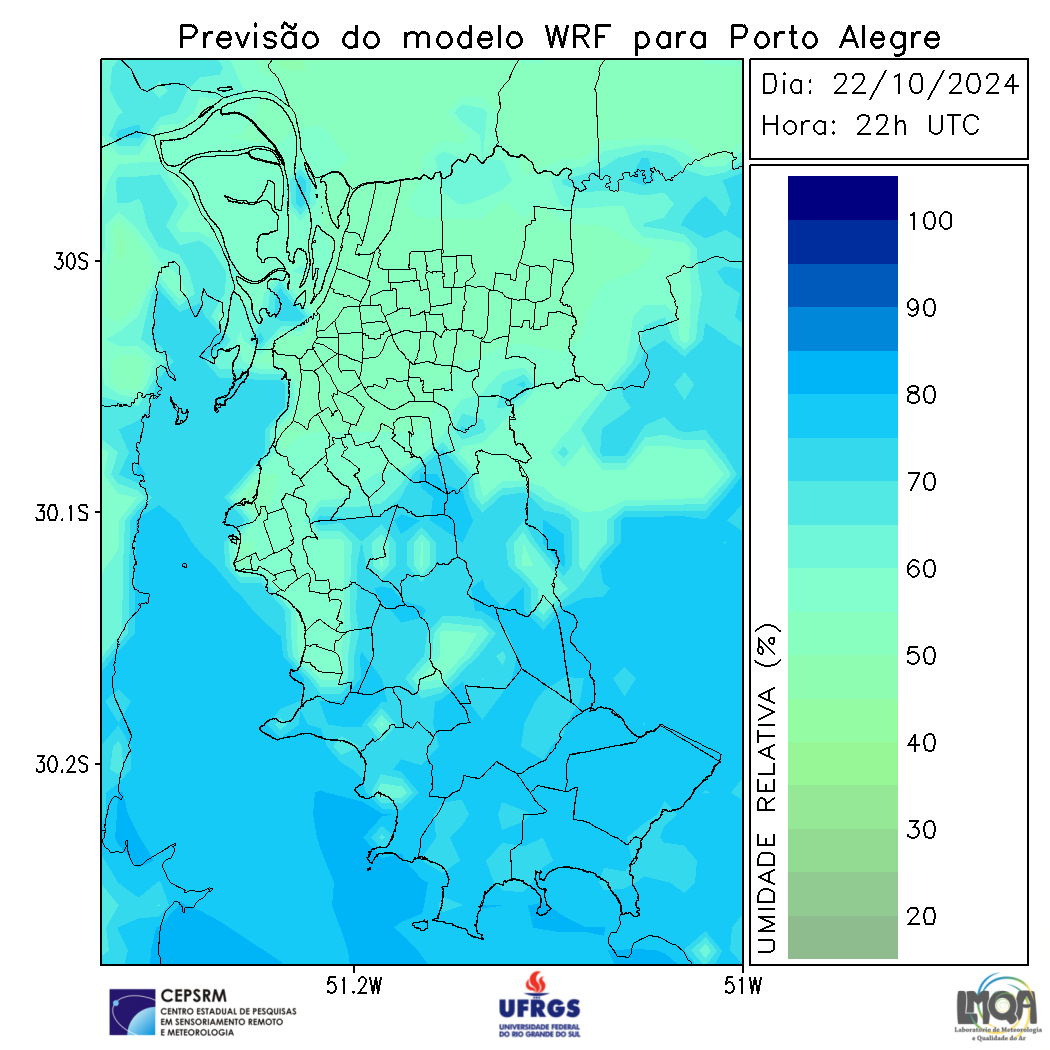 Previsão do modelo WRF para Porto Alegre
Dia: 22/10/2024
Hora: 22h UTC
100
90
80
70
60
50
40
30
20
UMIDADE RELATIVA (%)
30S
30.1S
30.2S
51.2W
51W
CEPSRM
CENTRO ESTADUAL DE PESQUISAS
EM SENSORIAMENTO REMOTO
E METEOROLOGIA
UFRGS
UNIVERSIDADE FEDERAL
DO RIO GRANDE DO SUL
LMQA
Laboratório de Meteorologia
e Qualidade do Ar